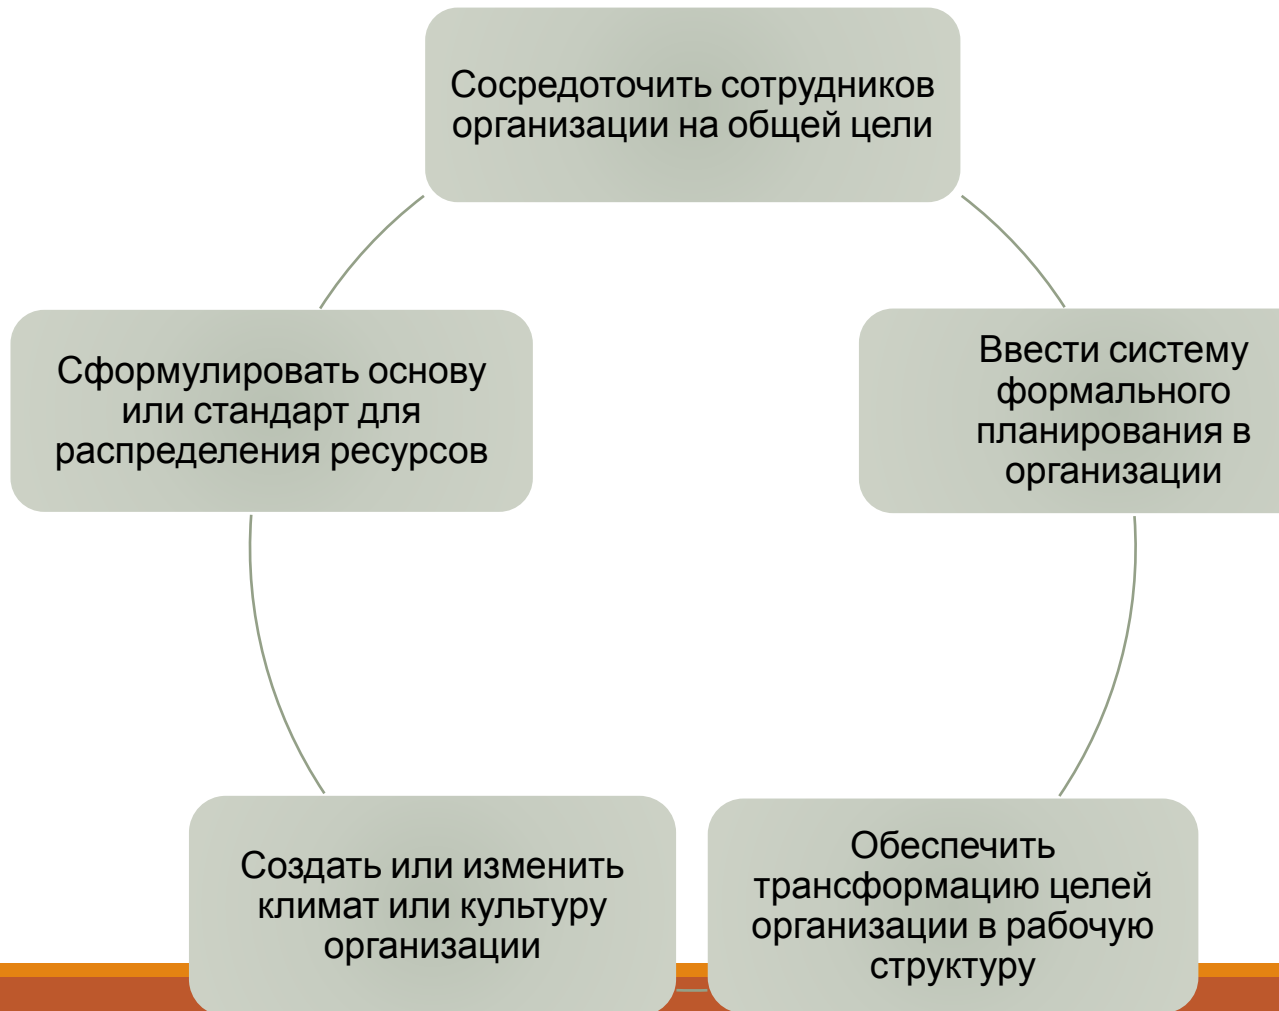 Сосредоточить сотрудников
организации на общей цели
Ввести систему
формального
планирования в
организации
Обеспечить
трансформацию целей
организации в рабочую
структуру
Создать или изменить
климат или культуру
организации
Сформулировать основу
или стандарт для
распределения ресурсов